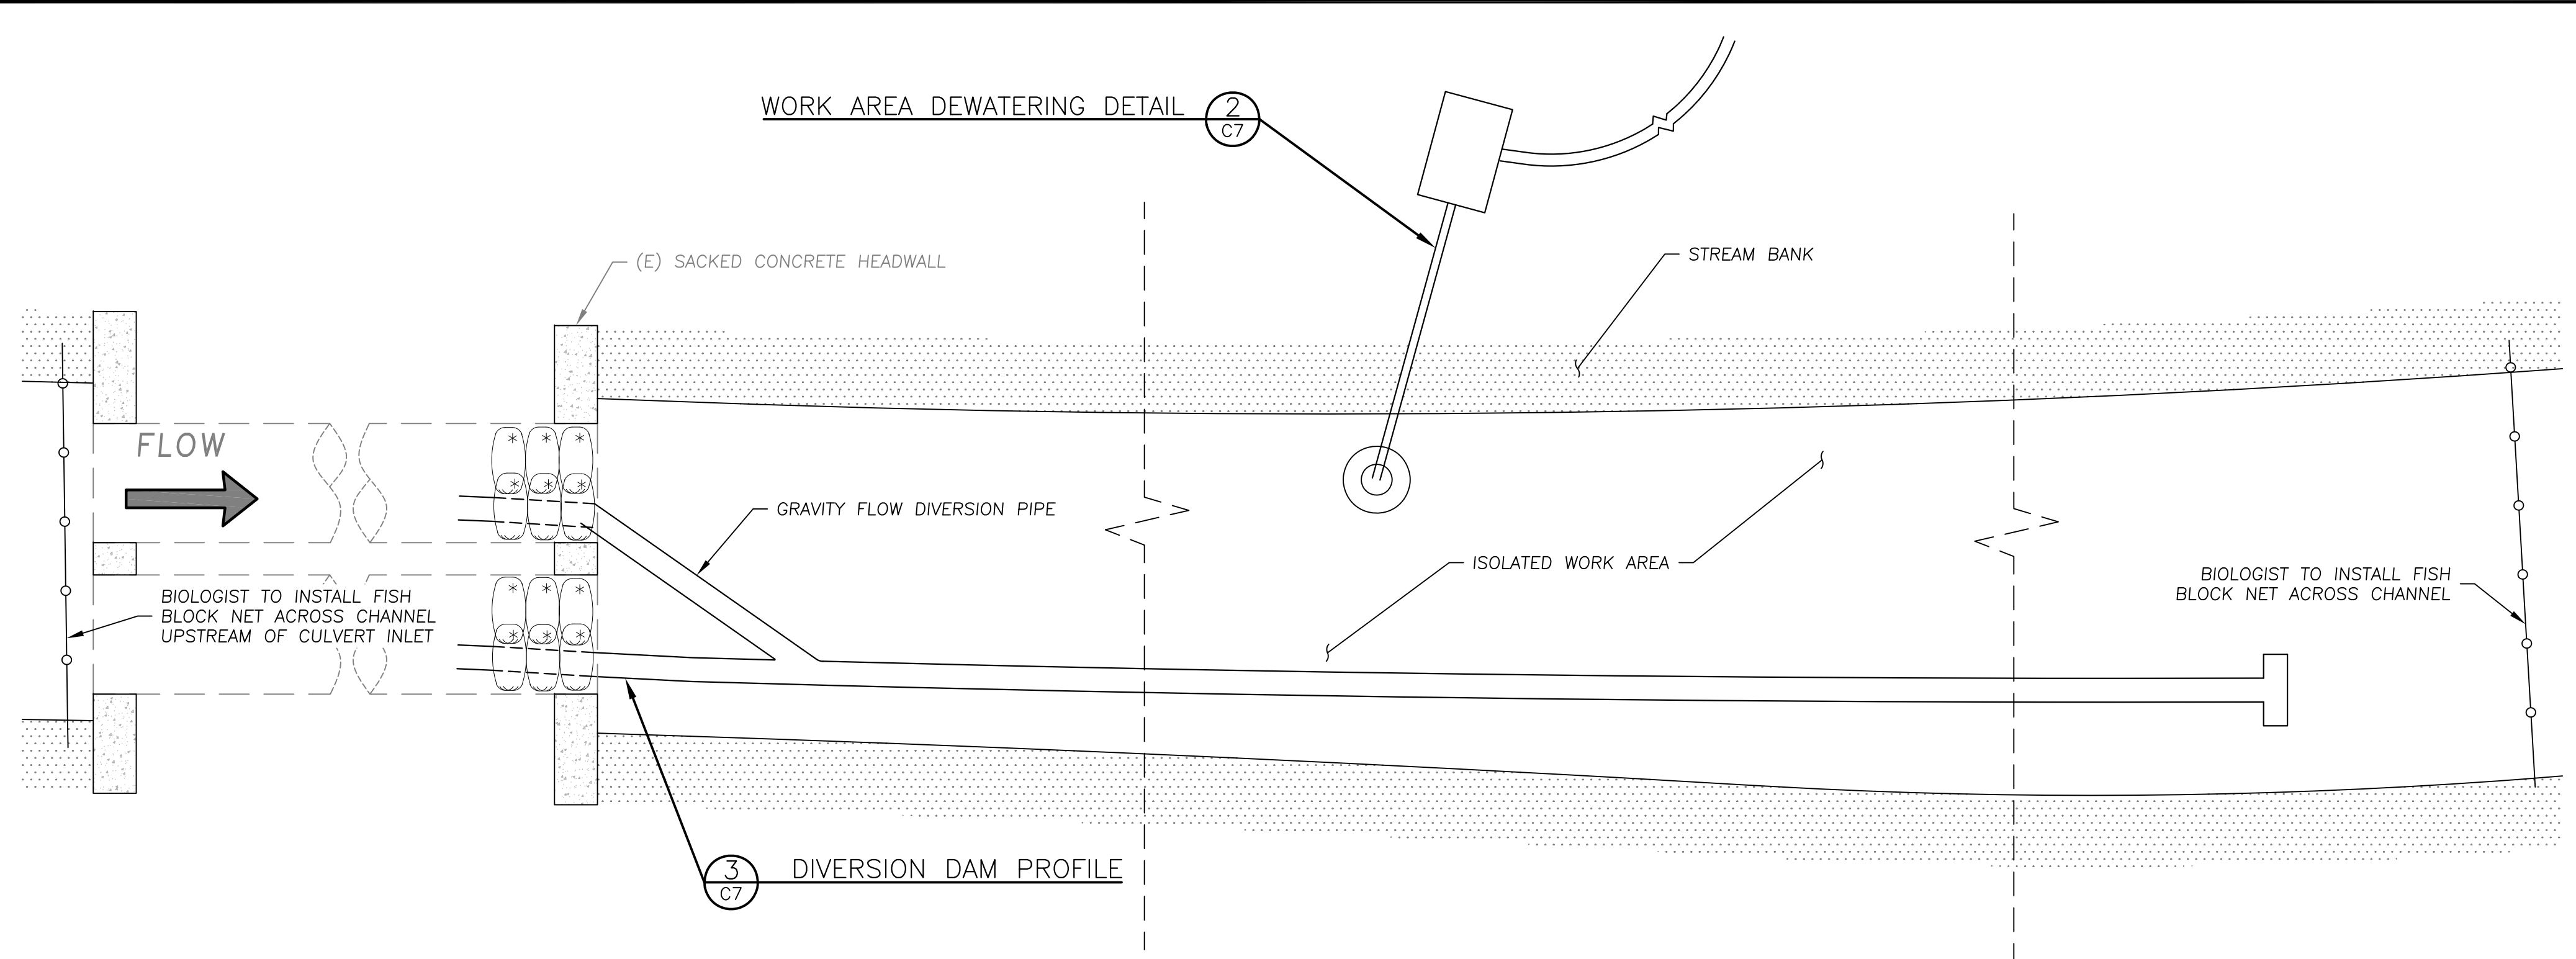 WORK AREA DEWATERING DETAIL
2
C7
(E) SACKED CONCRETE HEADWALL
STREAM BANK
FLOW
GRAVITY FLOW DIVERSION PIPE
ISOLATED WORK AREA
BIOLOGIST TO INSTALL FISH
BLOCK NET ACROSS CHANNEL
UPSTREAM OF CULVERT INLET
BIOLOGIST TO INSTALL FISH
BLOCK NET ACROSS CHANNEL
3
C7
DIVERSION DAM PROFILE